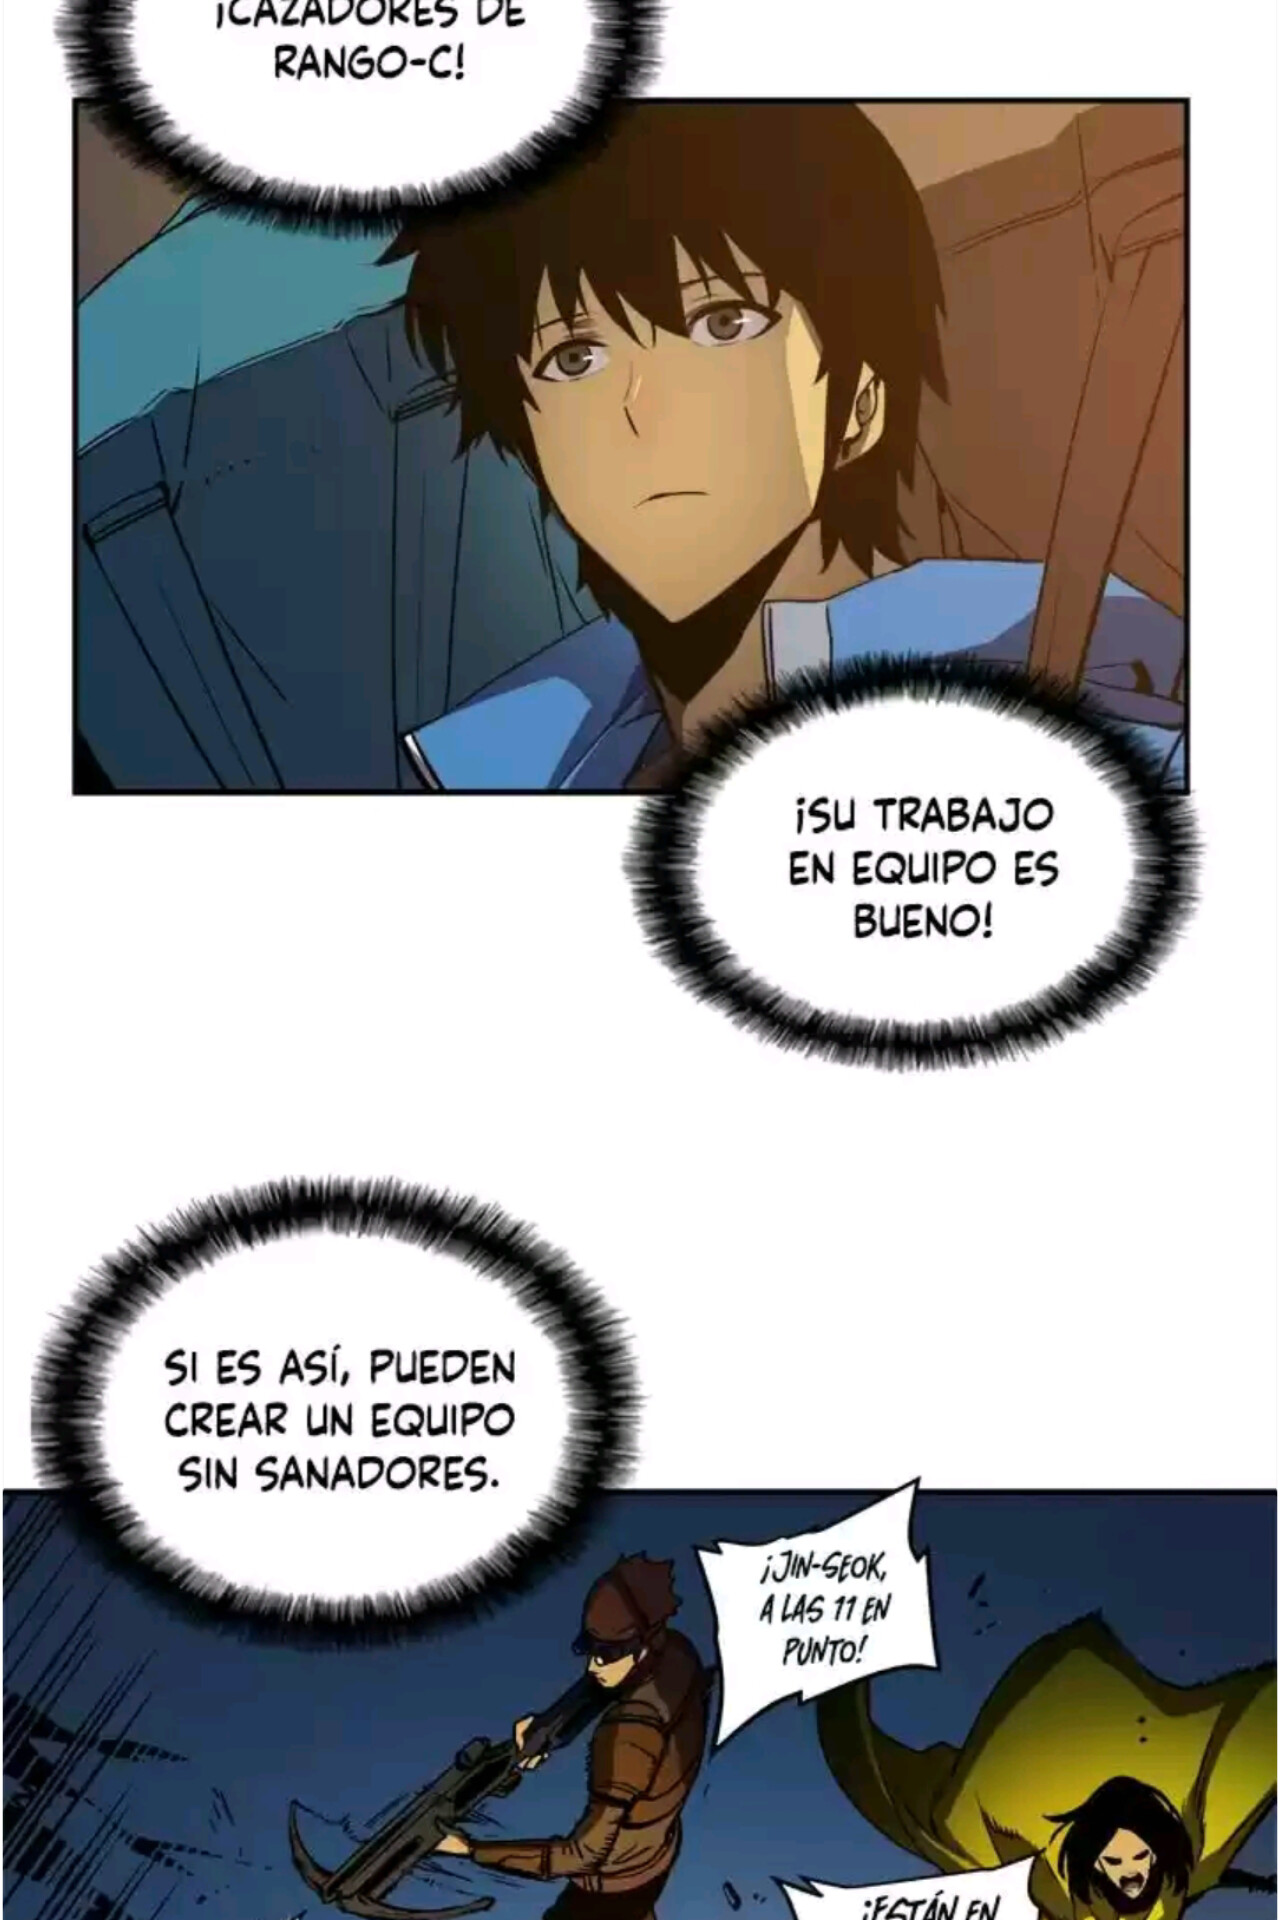 ¡CAZADORES DE
RANGO-C!
¡SU TRABAJO
EN EQUIPO ES
BUENO!
SI ES ASÍ, PUEDEN
CREAR UN EQUIPO
SIN SANADORES.
¡JIN-SEOK,
A LAS 11 EN
PUNTO!
¡ESTÁN EN